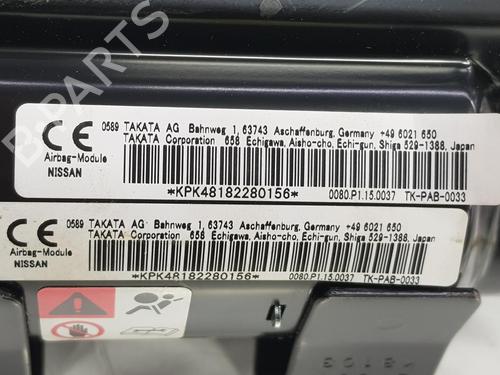 B-PARTS
CE 0589 TAKATA AG Bahnweg 1, 63743 Aschaffenburg, Germany +49 6021 650
TAKATA Corporation 658 Echigawa, Aisho-cho, Echi-gun, Shiga 529-1388, Japan
Airbag-Module
NISSAN
*KPK48182280156* 0080.P1.15.0037 TK-PAB-0033
CE 0589 TAKATA AG Bahnweg 1, 63743 Aschaffenburg, Germany +49 6021 650
TAKATA Corporation 658 Echigawa, Aisho-cho, Echi-gun, Shiga 529-1388, Japan
Airbag-Module
NISSAN
*KPK4R182280156* 0080.P1.15.0037 TK-PAB-0033